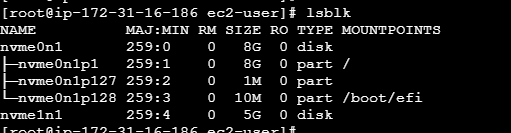 [root@ip-172-31-16-186 ec2-user]# lsblk
NAME          MAJ:MIN RM SIZE RO TYPE MOUNTPOINTS
nvme0n1       259:0    0   8G  0 disk
├─nvme0n1p1   259:1    0   8G  0 part /
├─nvme0n1p127 259:2    0   1M  0 part
└─nvme0n1p128 259:3    0  10M  0 part /boot/efi
nvme1n1       259:4    0   5G  0 disk
[root@ip-172-31-16-186 ec2-user]#